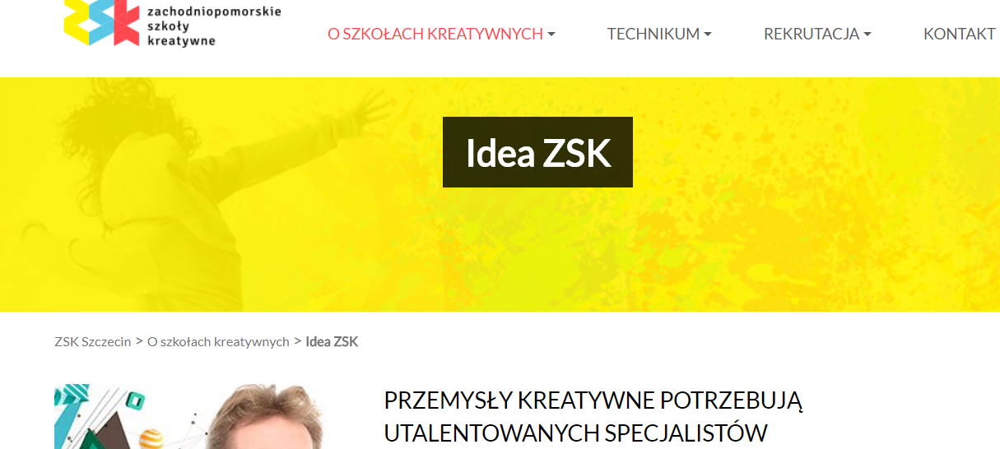 zachodniopomorskie
szkoły
kreatywne
O SZKOŁACH KREATYWNYCH
TECHNIKUM
REKRUTACJA
KONTAKT
Idea ZSK
ZSK Szczecin > O szkołach kreatywnych > Idea ZSK
PRZEMYSŁY KREATYWNE POTRZEBUJĄ
UTALENTOWANYCH SPECJALISTÓW